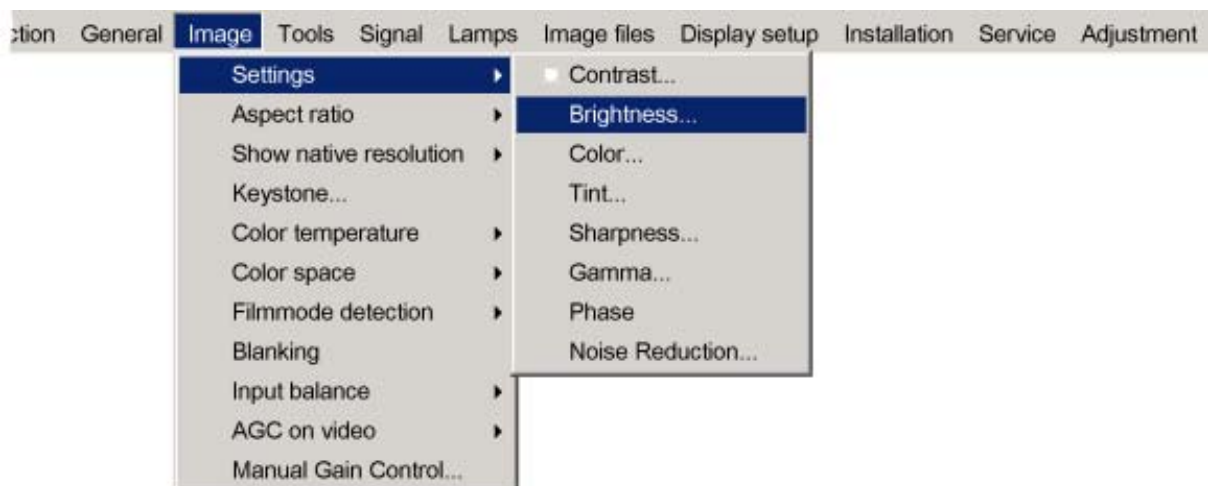 ction General Image Tools Signal Lamps Image files Display setup Installation Service Adjustment
Settings
Aspect ratio
Show native resolution
Keystone...
Color temperature
Color space
Filmmode detection
Blanking
Input balance
AGC on video
Manual Gain Control...
Contrast...
Brightness...
Color...
Tint...
Sharpness...
Gamma...
Phase
Noise Reduction...